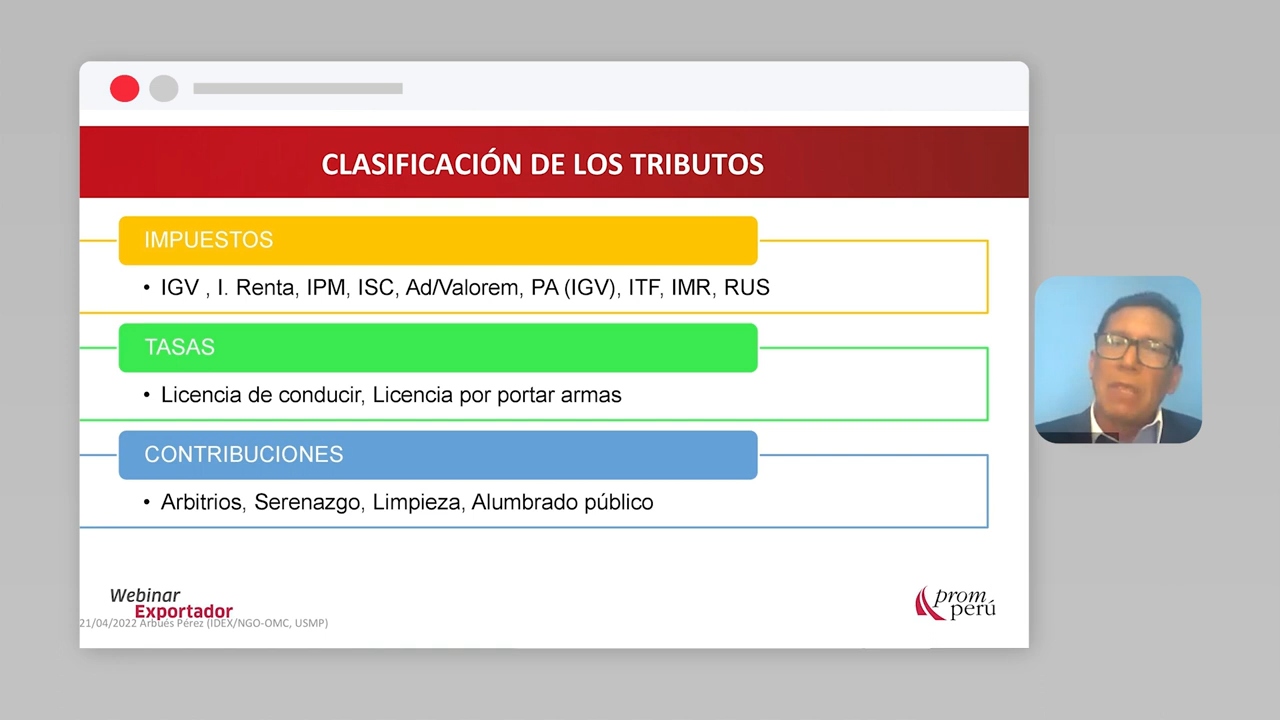 CLASIFICACIÓN DE LOS TRIBUTOS
IMPUESTOS
• IGV , I. Renta, IPM, ISC, Ad/Valorem, PA (IGV), ITF, IMR, RUS
TASAS
• Licencia de conducir, Licencia por portar armas
CONTRIBUCIONES
• Arbitrios, Serenazgo, Limpieza, Alumbrado público
Webinar
Exportador
21/04/2022 Arbués Pérez (IDEX/NGO-OMC, USMP)
prom
perú